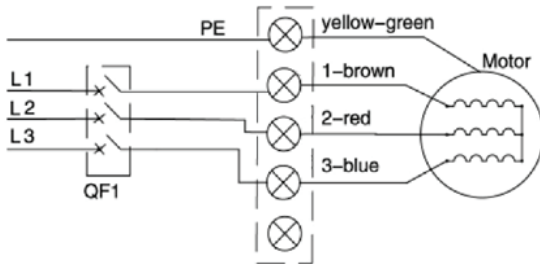 PE
yellow-green
Motor
L1
1-brown
L2
2-red
L3
3-blue
QF1